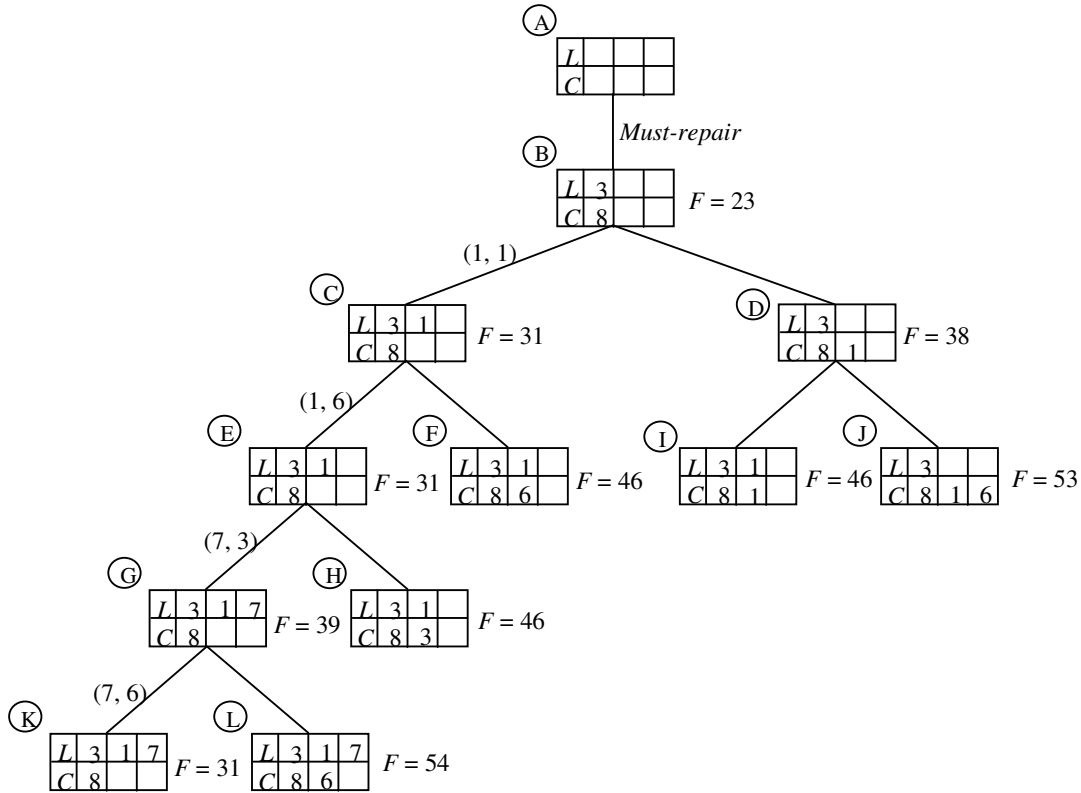 A
L
C
Must-repair
B
L 3
C 8
F = 23
(1, 1)
C
L 3 1
C 8
F = 31
D
L 3
C 8 1
F = 38
(1, 6)
E
L 3 1
C 8
F = 31
F
L 3 1
C 8 6
F = 46
I
L 3 1
C 8 1
F = 46
J
L 3
C 8 1 6
F = 53
(7, 3)
G
L 3 1 7
C 8
F = 39
H
L 3 1
C 8 3
F = 46
(7, 6)
K
L 3 1 7
C 8
F = 31
L
L 3 1 7
C 8 6
F = 54